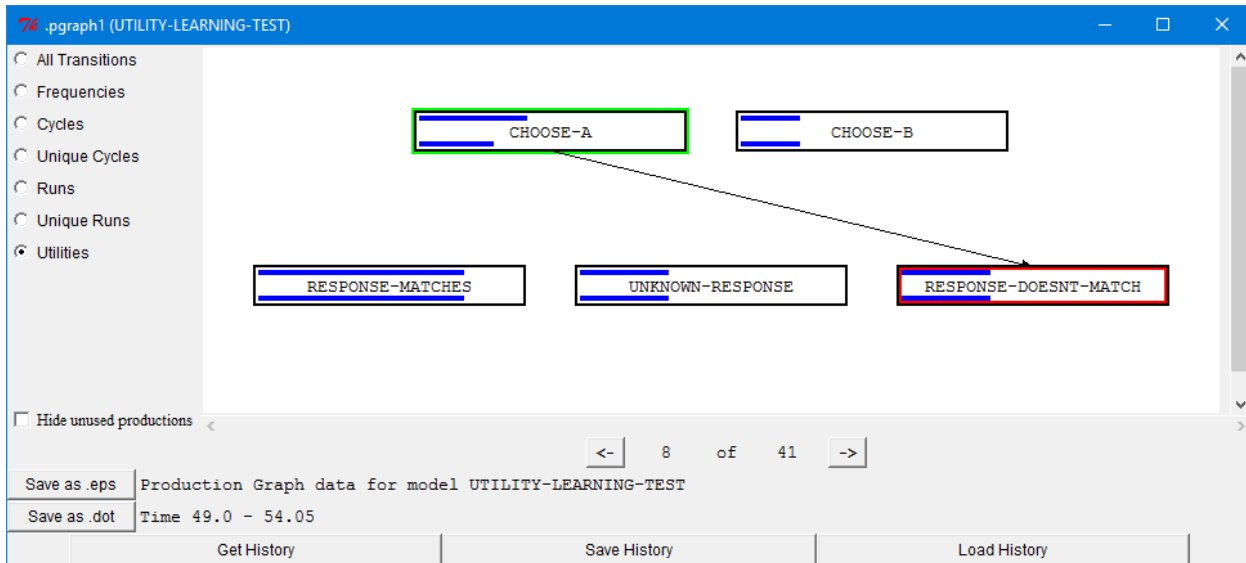 .pgraph1 (UTILITY-LEARNING-TEST)
All Transitions
Frequencies
Cycles
Unique Cycles
Runs
Unique Runs
Utilities
CHOOSE-A
CHOOSE-B
RESPONSE-MATCHES
UNKNOWN-RESPONSE
RESPONSE-DOESNT-MATCH
Hide unused productions
<- 8 of 41 ->
Save as .eps Production Graph data for model UTILITY-LEARNING-TEST
Save as .dot Time 49.0 - 54.05
Get History Save History Load History